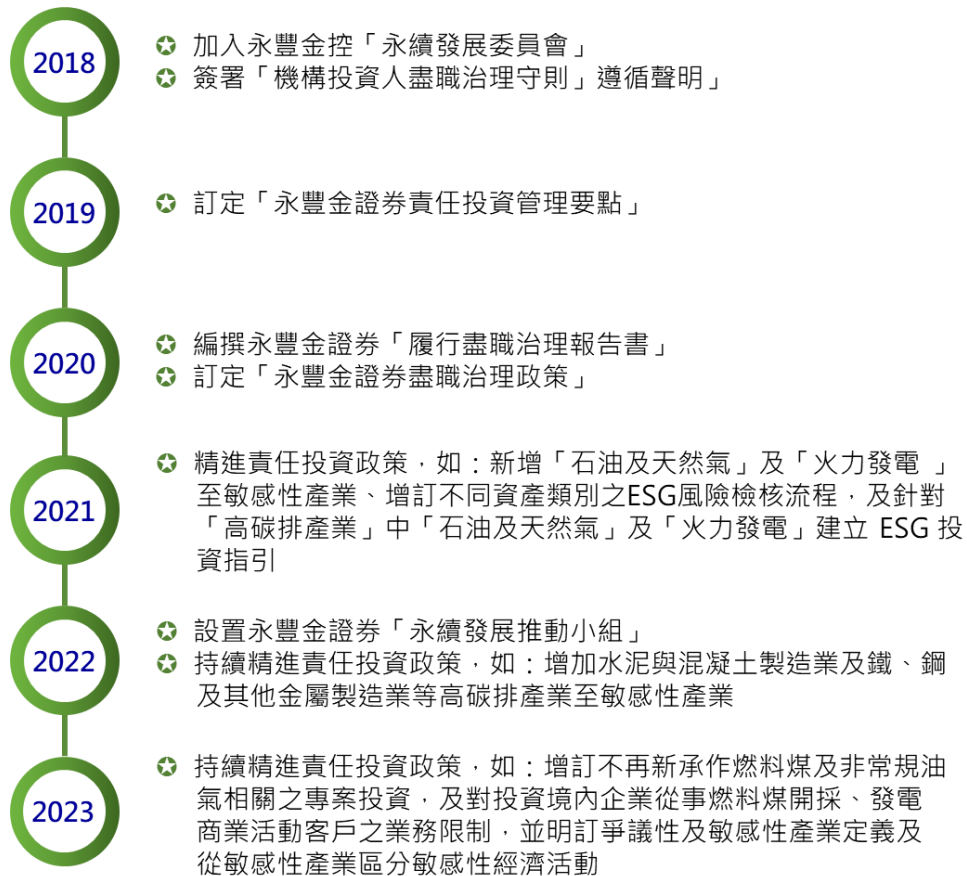 2018
加入永豐金控「永續發展委員會」
簽署「機構投資人盡職治理守則」遵循聲明」
2019
訂定「永豐金證券責任投資管理要點」
2020
編撰永豐金證券「履行盡職治理報告書」
訂定「永豐金證券盡職治理政策」
2021
精進責任投資政策，如：新增「石油及天然氣」及「火力發電 」
至敏感性產業、增訂不同資產類別之ESG風險檢核流程，及針對
「高碳排產業」中「石油及天然氣」及「火力發電」建立 ESG 投
資指引
2022
設置永豐金證券「永續發展推動小組」
持續精進責任投資政策，如：增加水泥與混凝土製造業及鐵、鋼
及其他金屬製造業等高碳排產業至敏感性產業
2023
持續精進責任投資政策，如：增訂不再新承作燃料煤及非常規油
氣相關之專案投資，及對投資境內企業從事燃料煤開採、發電
商業活動客戶之業務限制，並明訂爭議性及敏感性產業定義及
從敏感性產業區分敏感性經濟活動